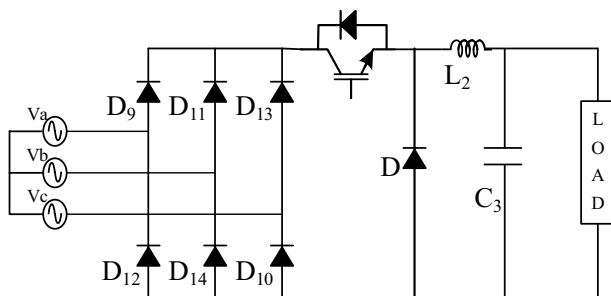 L₂
D₉
D₁₁
D₁₃
Va
Vb
Vc
D
C₃
L
O
A
D
D₁₂
D₁₄
D₁₀